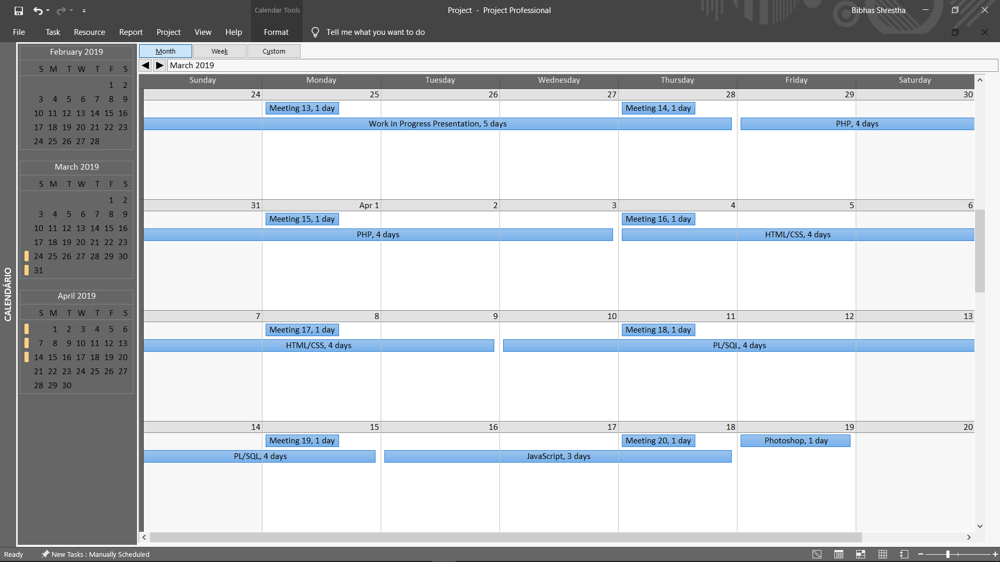 Calendar Tools
Project - Project Professional
Bibhas Shrestha
File Task Resource Report Project View Help Format Tell me what you want to do
February 2019
S M T W T F S
1 2
3 4 5 6 7 8 9
10 11 12 13 14 15 16
17 18 19 20 21 22 23
24 25 26 27 28
March 2019
S M T W T F S
1 2
3 4 5 6 7 8 9
10 11 12 13 14 15 16
17 18 19 20 21 22 23
24 25 26 27 28 29 30
31
April 2019
S M T W T F S
1 2 3 4 5 6
7 8 9 10 11 12 13
14 15 16 17 18 19 20
21 22 23 24 25 26 27
28 29 30
CALENDÁRIO
Month Week Custom
March 2019
Sunday Monday Tuesday Wednesday Thursday Friday Saturday
24 25 26 27 28 29 30
Meeting 13, 1 day Meeting 14, 1 day
Work in Progress Presentation, 5 days PHP, 4 days
31 Apr 1 2 3 4 5 6
Meeting 15, 1 day Meeting 16, 1 day
PHP, 4 days HTML/CSS, 4 days
7 8 9 10 11 12 13
Meeting 17, 1 day Meeting 18, 1 day
HTML/CSS, 4 days PL/SQL, 4 days
14 15 16 17 18 19 20
Meeting 19, 1 day Meeting 20, 1 day Photoshop, 1 day
PL/SQL, 4 days JavaScript, 3 days
Ready New Tasks : Manually Scheduled